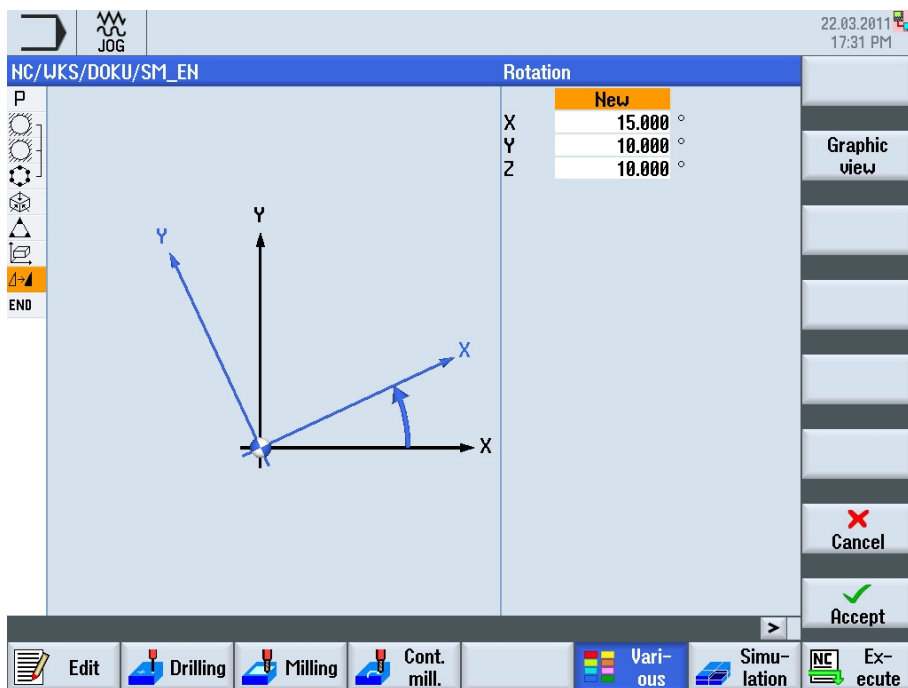 22.03.2011
17:31 PM
JOG
NC/WKS/DOKU/SM_EN
Rotation
P
New
X 15.000 °
Y 10.000 °
Z 10.000 °
Graphic
view
Y
Y
X
X
END
Cancel
Accept
>
Edit
Drilling
Milling
Cont.
mill.
Vari-
ous
Simu-
lation
NC
Ex-
ecute